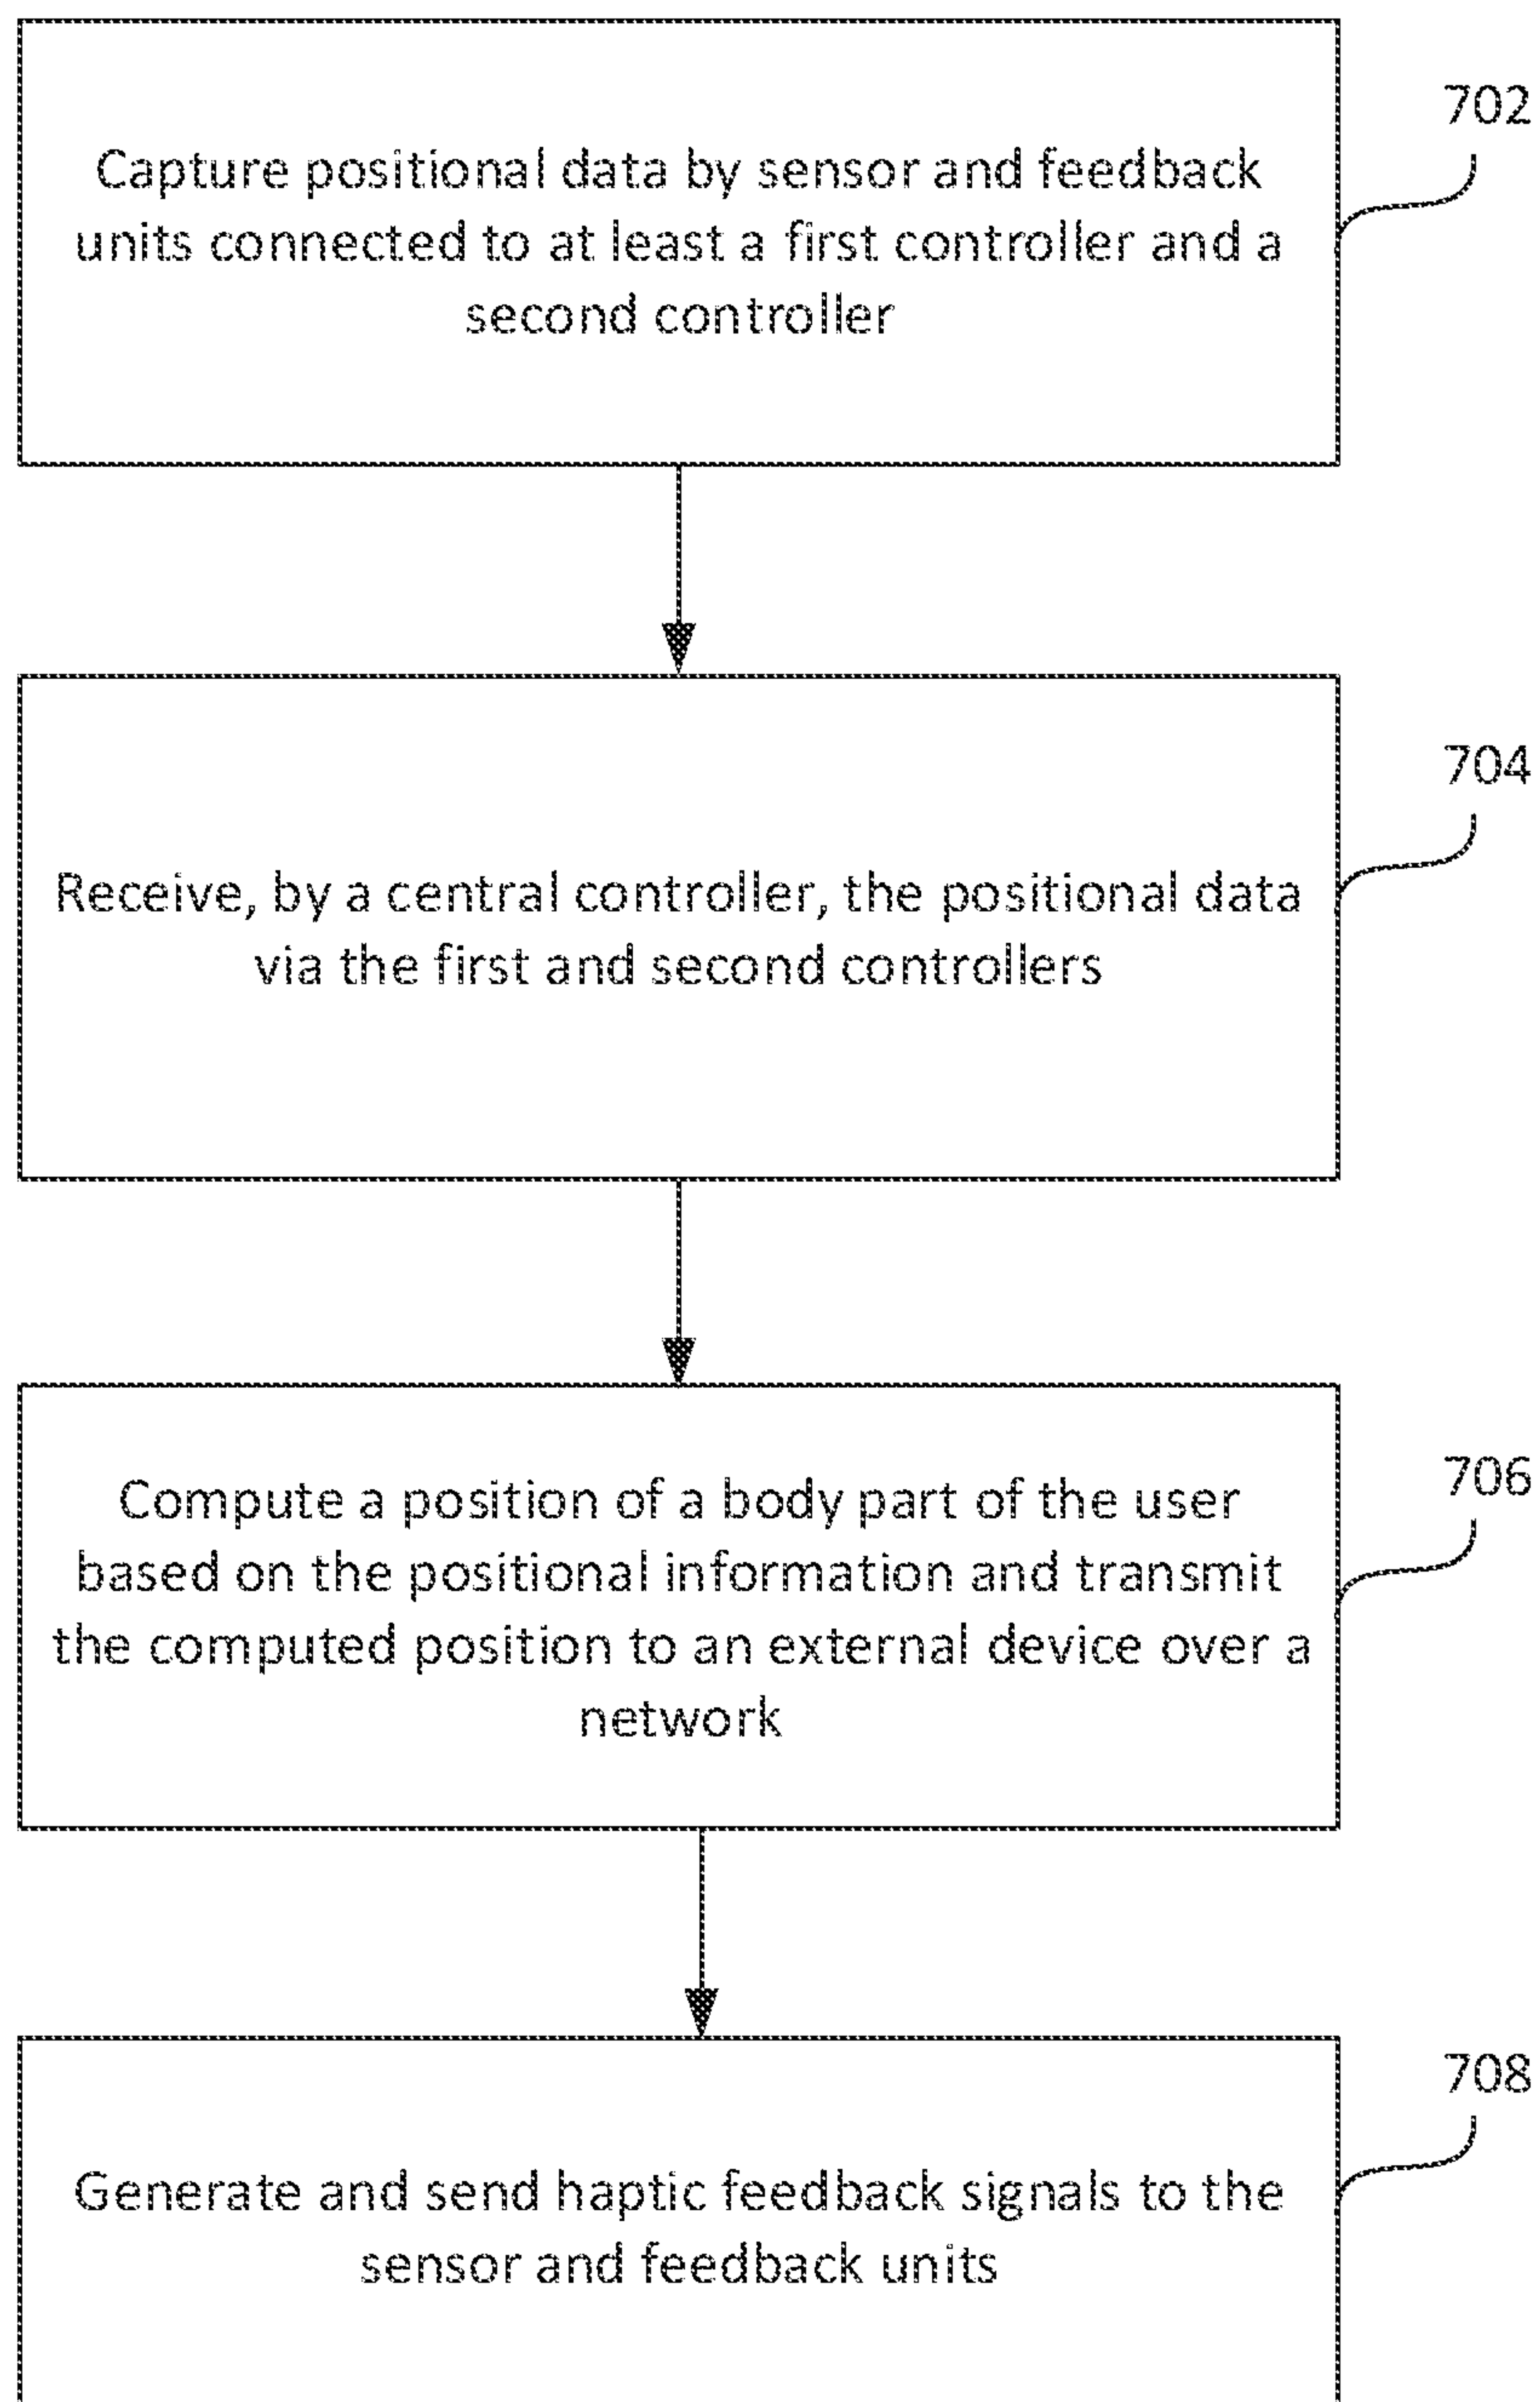 702
Capture positional data by sensor and feedback
units connected to at least a first controller and a
second controller
704
Receive, by a central controller, the positional data
via the first and second controllers
706
Compute a position of a body part of the user
based on the positional information and transmit
the computed position to an external device over a
network
708
Generate and send haptic feedback signals to the
sensor and feedback units